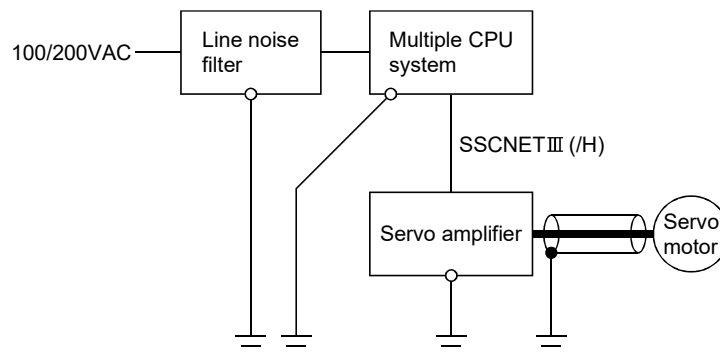 Line noise
filter
Multiple CPU
system
100/200VAC
SSCNETⅢ (/H)
Servo amplifier
Servo
motor